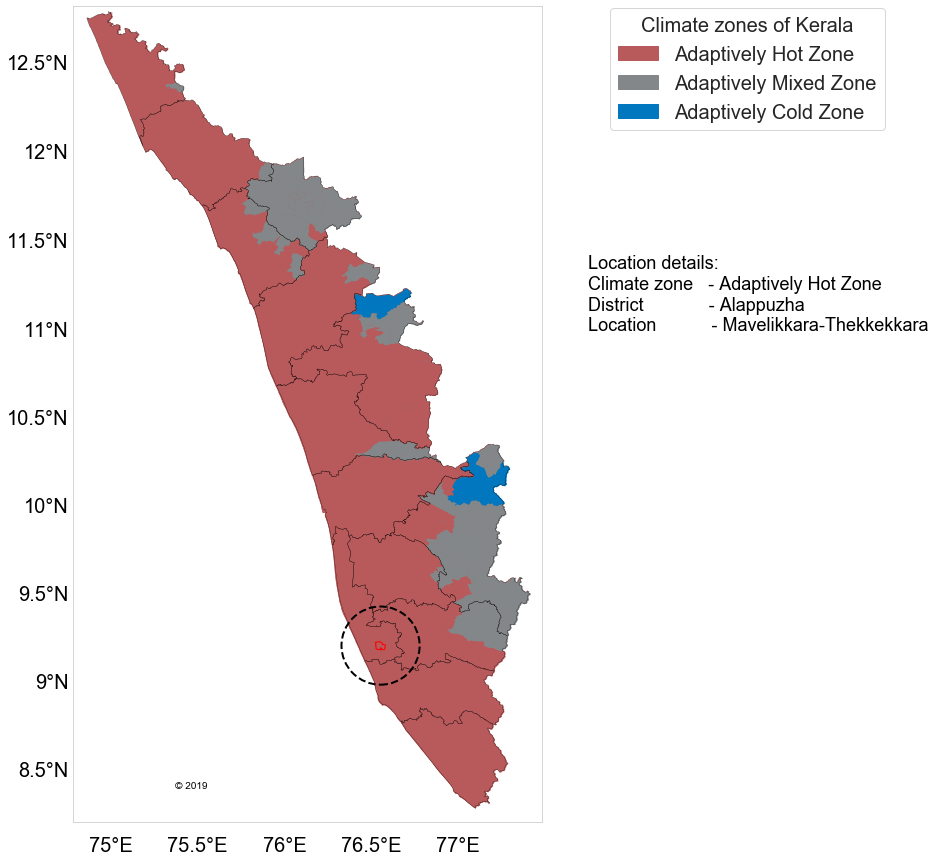 Climate zones of Kerala
Adaptively Hot Zone
Adaptively Mixed Zone
Adaptively Cold Zone
12.5°N
12°N
11.5°N
11°N
10.5°N
10°N
9.5°N
9°N
8.5°N
Location details:
Climate zone - Adaptively Hot Zone
District - Alappuzha
Location - Mavelikkara-Thekkekkara
© 2019
75°E 75.5°E 76°E 76.5°E 77°E